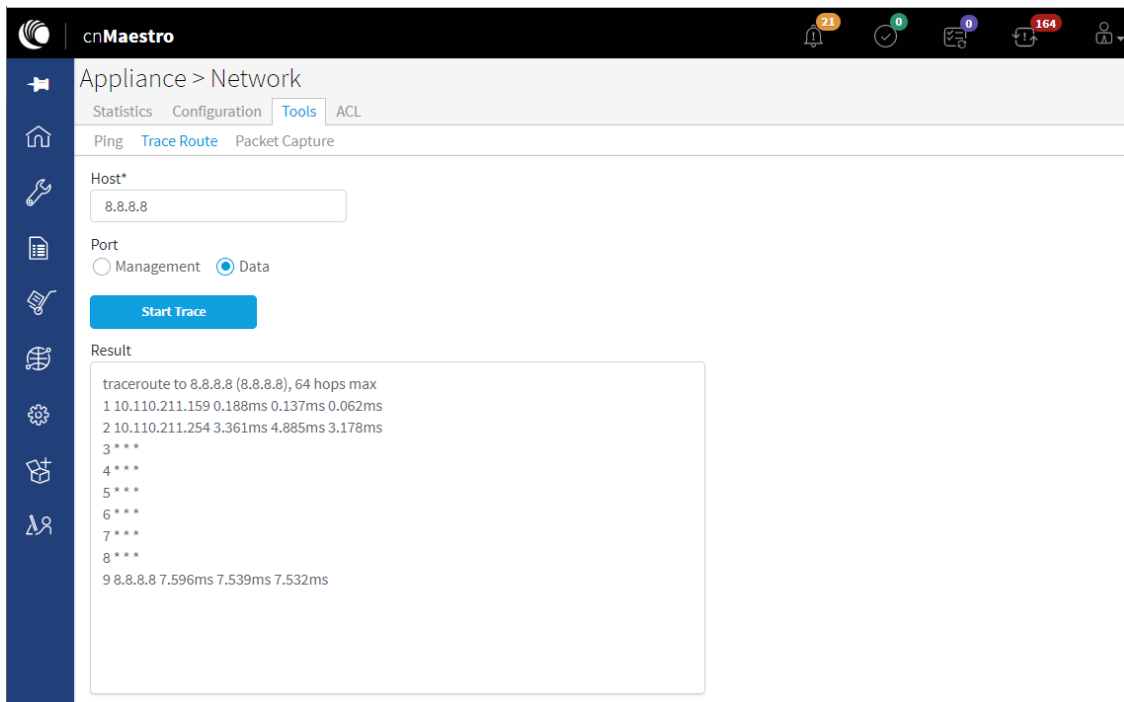 cnMaestro
21
0
0
164
Appliance > Network
Statistics Configuration Tools ACL
Ping Trace Route Packet Capture
Host*
8.8.8.8
Port
Management Data
Start Trace
Result
traceroute to 8.8.8.8 (8.8.8.8), 64 hops max
1 10.110.211.159 0.188ms 0.137ms 0.062ms
2 10.110.211.254 3.361ms 4.885ms 3.178ms
3 * * *
4 * * *
5 * * *
6 * * *
7 * * *
8 * * *
9 8.8.8.8 7.596ms 7.539ms 7.532ms